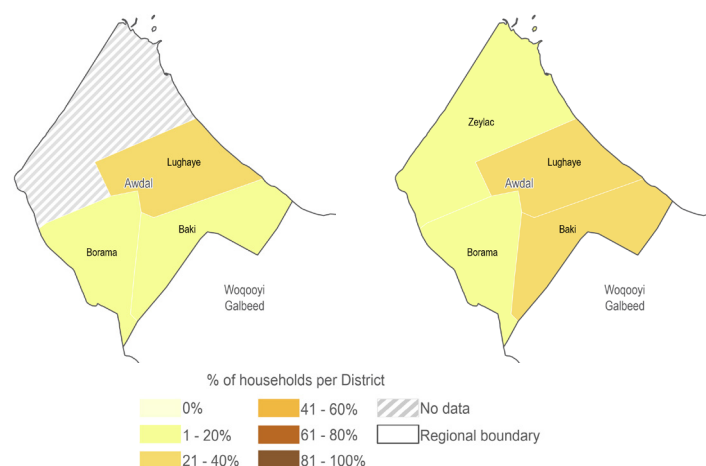 Lughaye
Awdal
Baki
Borama
Woqooyi
Galbeed
Zeylac
Lughaye
Awdal
Baki
Borama
Woqooyi
Galbeed
% of households per District
0%
1 - 20%
21 - 40%
41 - 60%
61 - 80%
81 - 100%
No data
Regional boundary